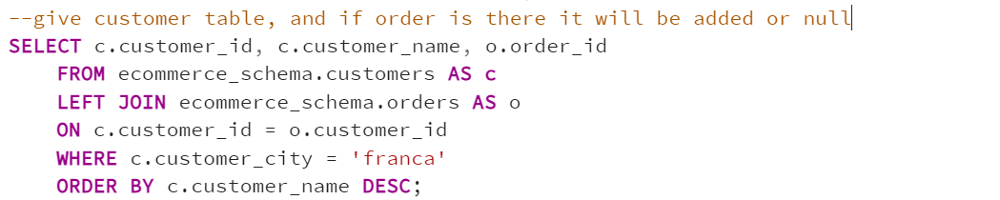 --give customer table, and if order is there it will be added or null
SELECT c.customer_id, c.customer_name, o.order_id
FROM ecommerce_schema.customers AS c
LEFT JOIN ecommerce_schema.orders AS o
ON c.customer_id = o.customer_id
WHERE c.customer_city = 'franca'
ORDER BY c.customer_name DESC;